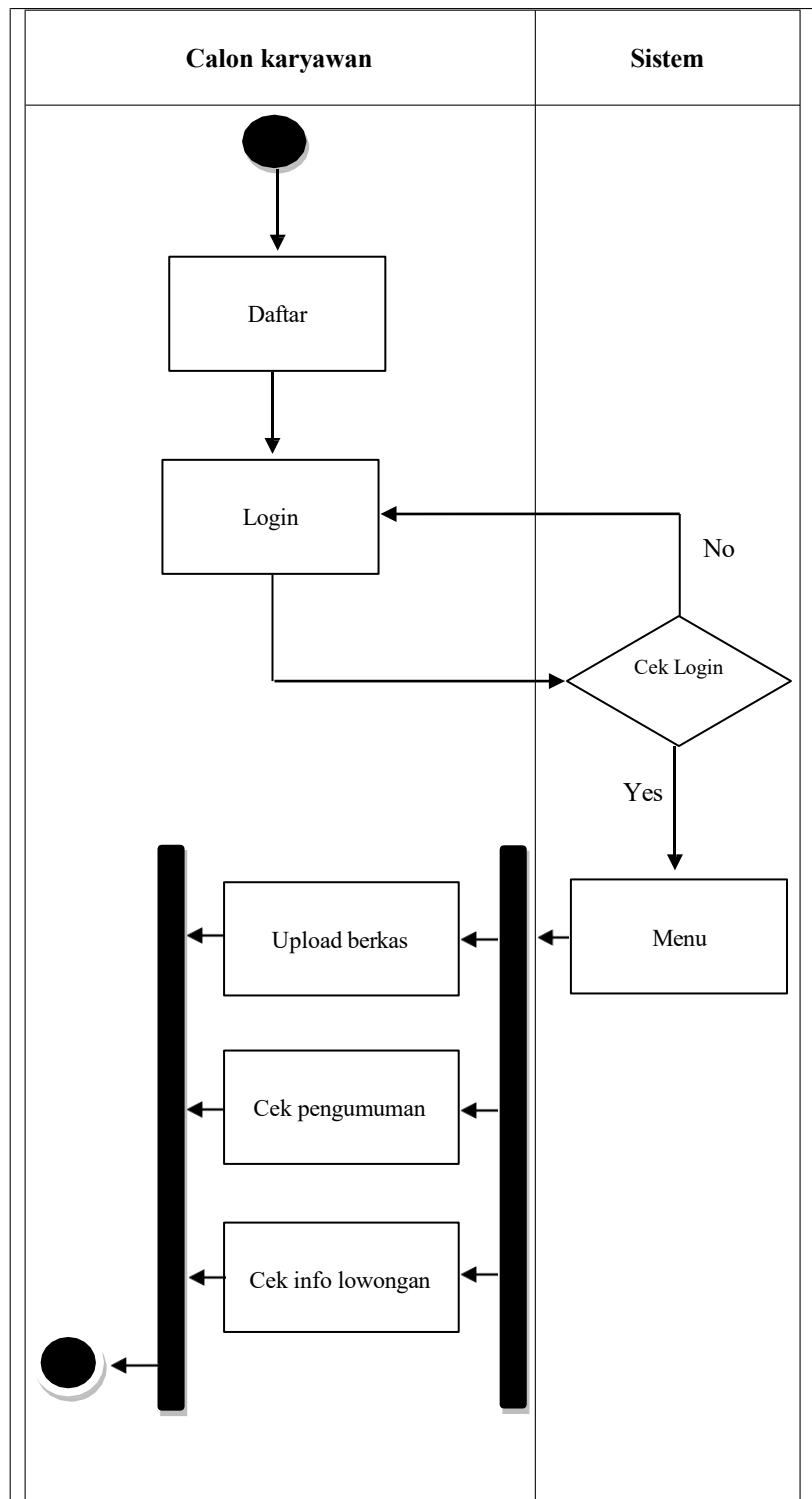 Calon karyawan
Sistem
Daftar
Login
No
Cek Login
Yes
Upload berkas
Menu
Cek pengumuman
Cek info lowongan